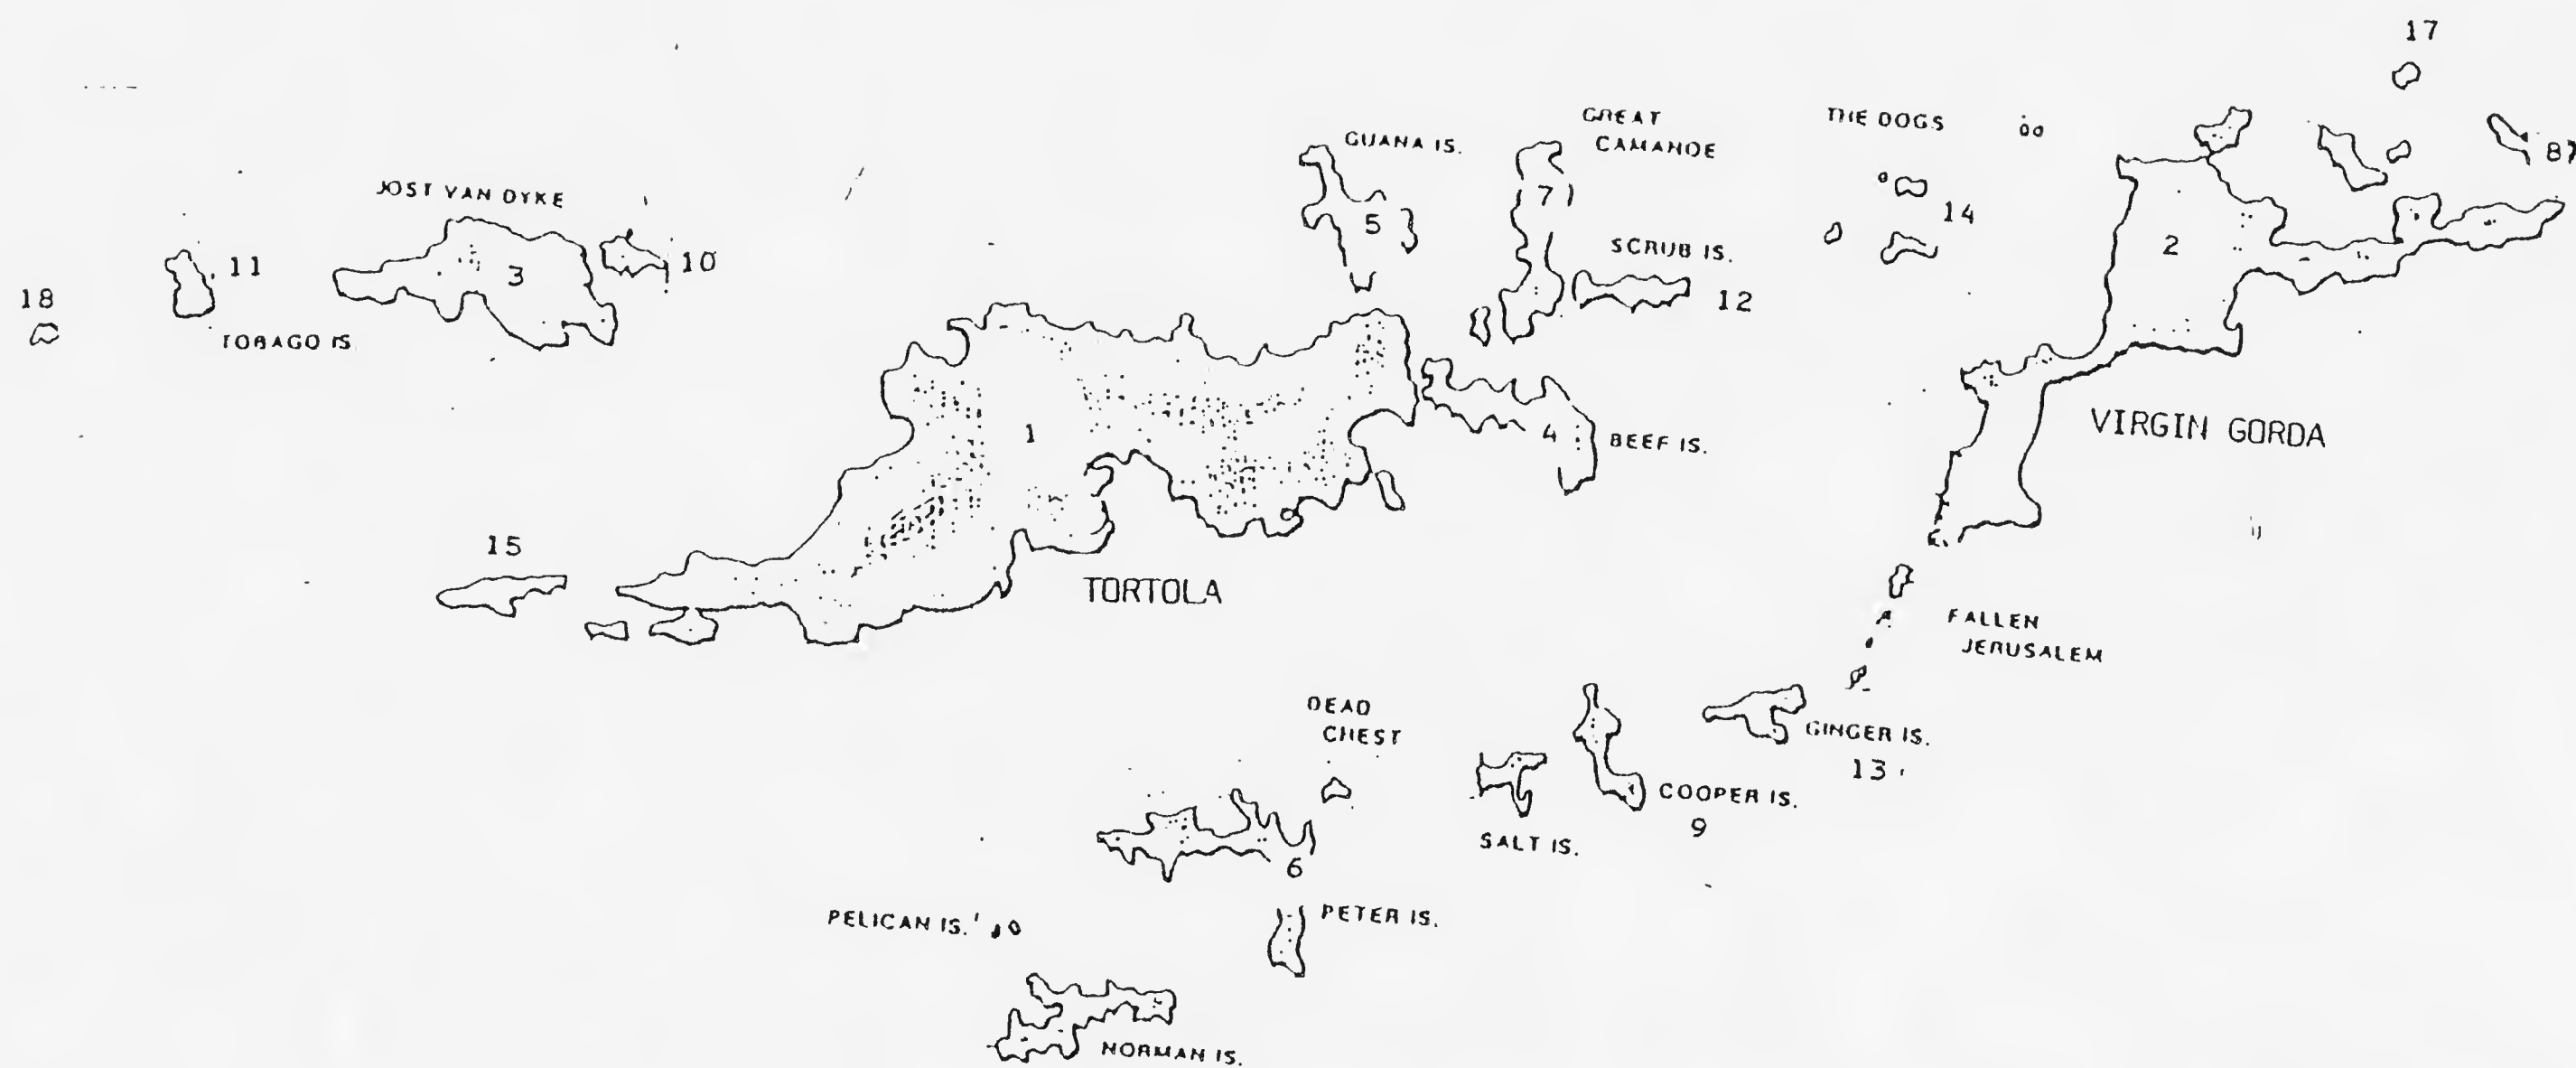 17
GREAT
CAMANOE
THE DOGS
GUANA IS.
87
JOST VAN DYKE
7
14
5
2
SCRUB IS.
10
11
3
18
12
TOBAGO IS
1
4
BEEF IS.
VIRGIN GORDA
15
TORTOLA
FALLEN
JERUSALEM
DEAD
CHEST
GINGER IS.
13
COOPER IS.
9
SALT IS.
6
PELICAN IS.
PETER IS.
NORMAN IS.